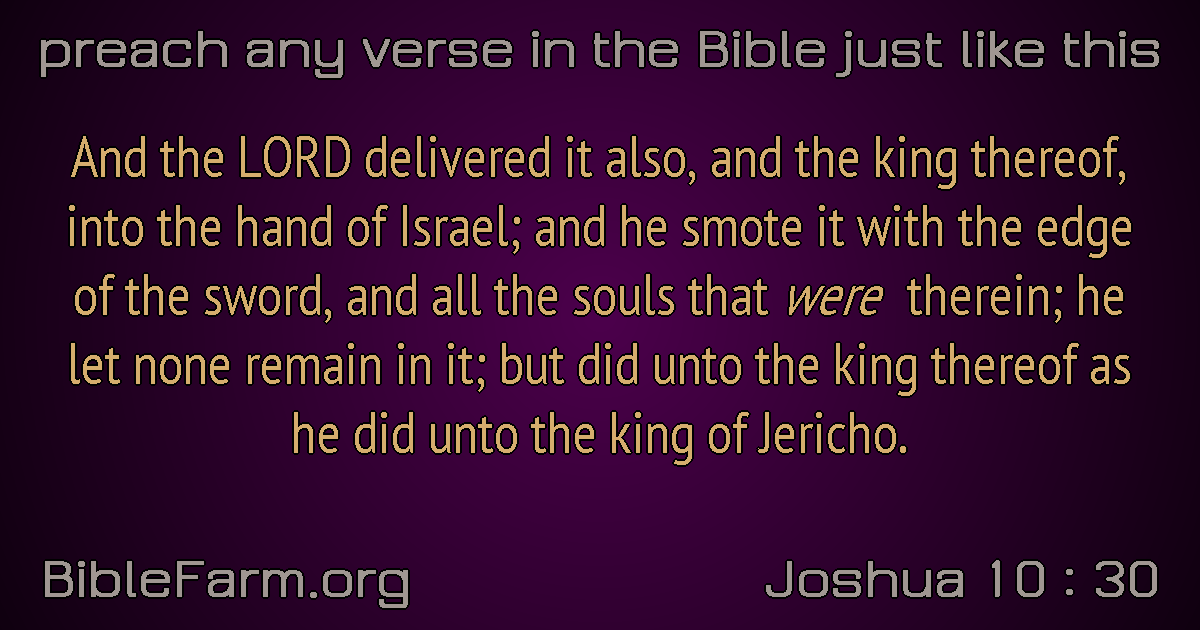 preach any verse in the Bible just like this
And the LORD delivered it also, and the king thereof,
into the hand of Israel; and he smote it with the edge
of the sword, and all the souls that were therein; he
let none remain in it; but did unto the king thereof as
he did unto the king of Jericho.
BibleFarm.org
Joshua 10 : 30